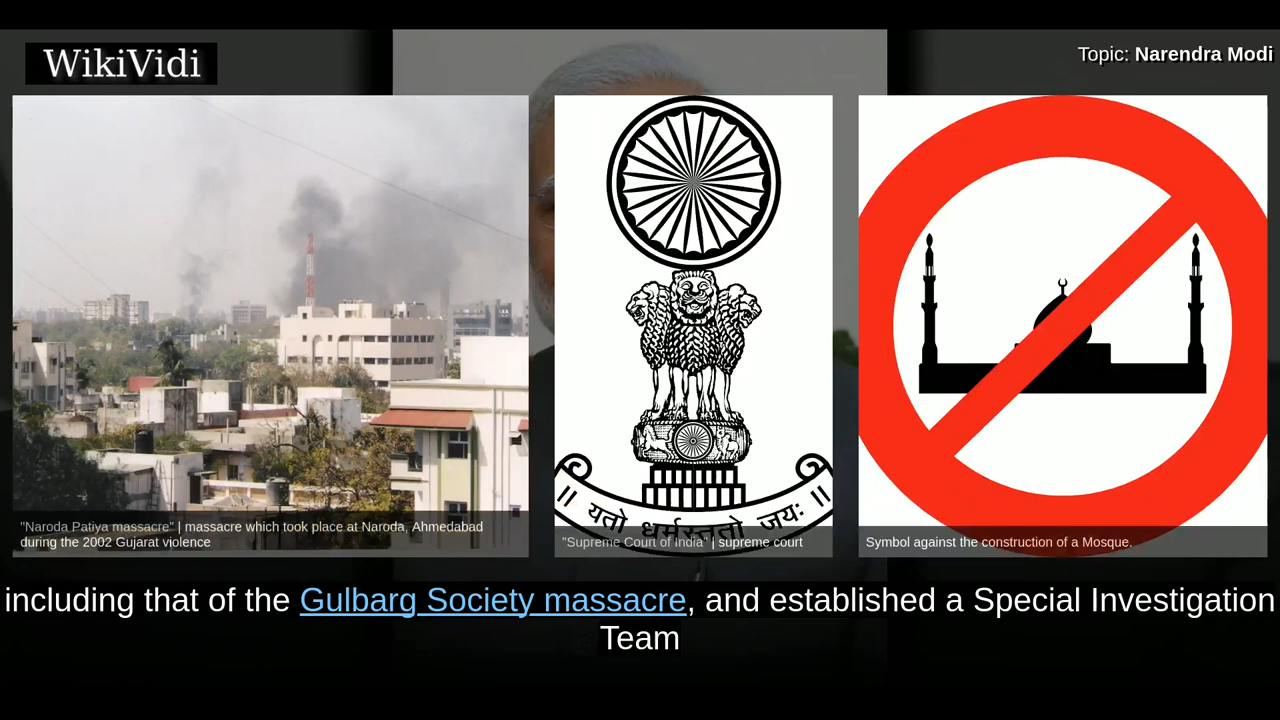 WikiVidi
Topic: Narendra Modi
"Naroda Patiya massacre" | massacre which took place at Naroda, Ahmedabad
during the 2002 Gujarat violence
॥ यतो धर्मस्ततो जयः ॥
"Supreme Court of India" | supreme court
Symbol against the construction of a Mosque.
including that of the Gulbarg Society massacre, and established a Special Investigation
Team